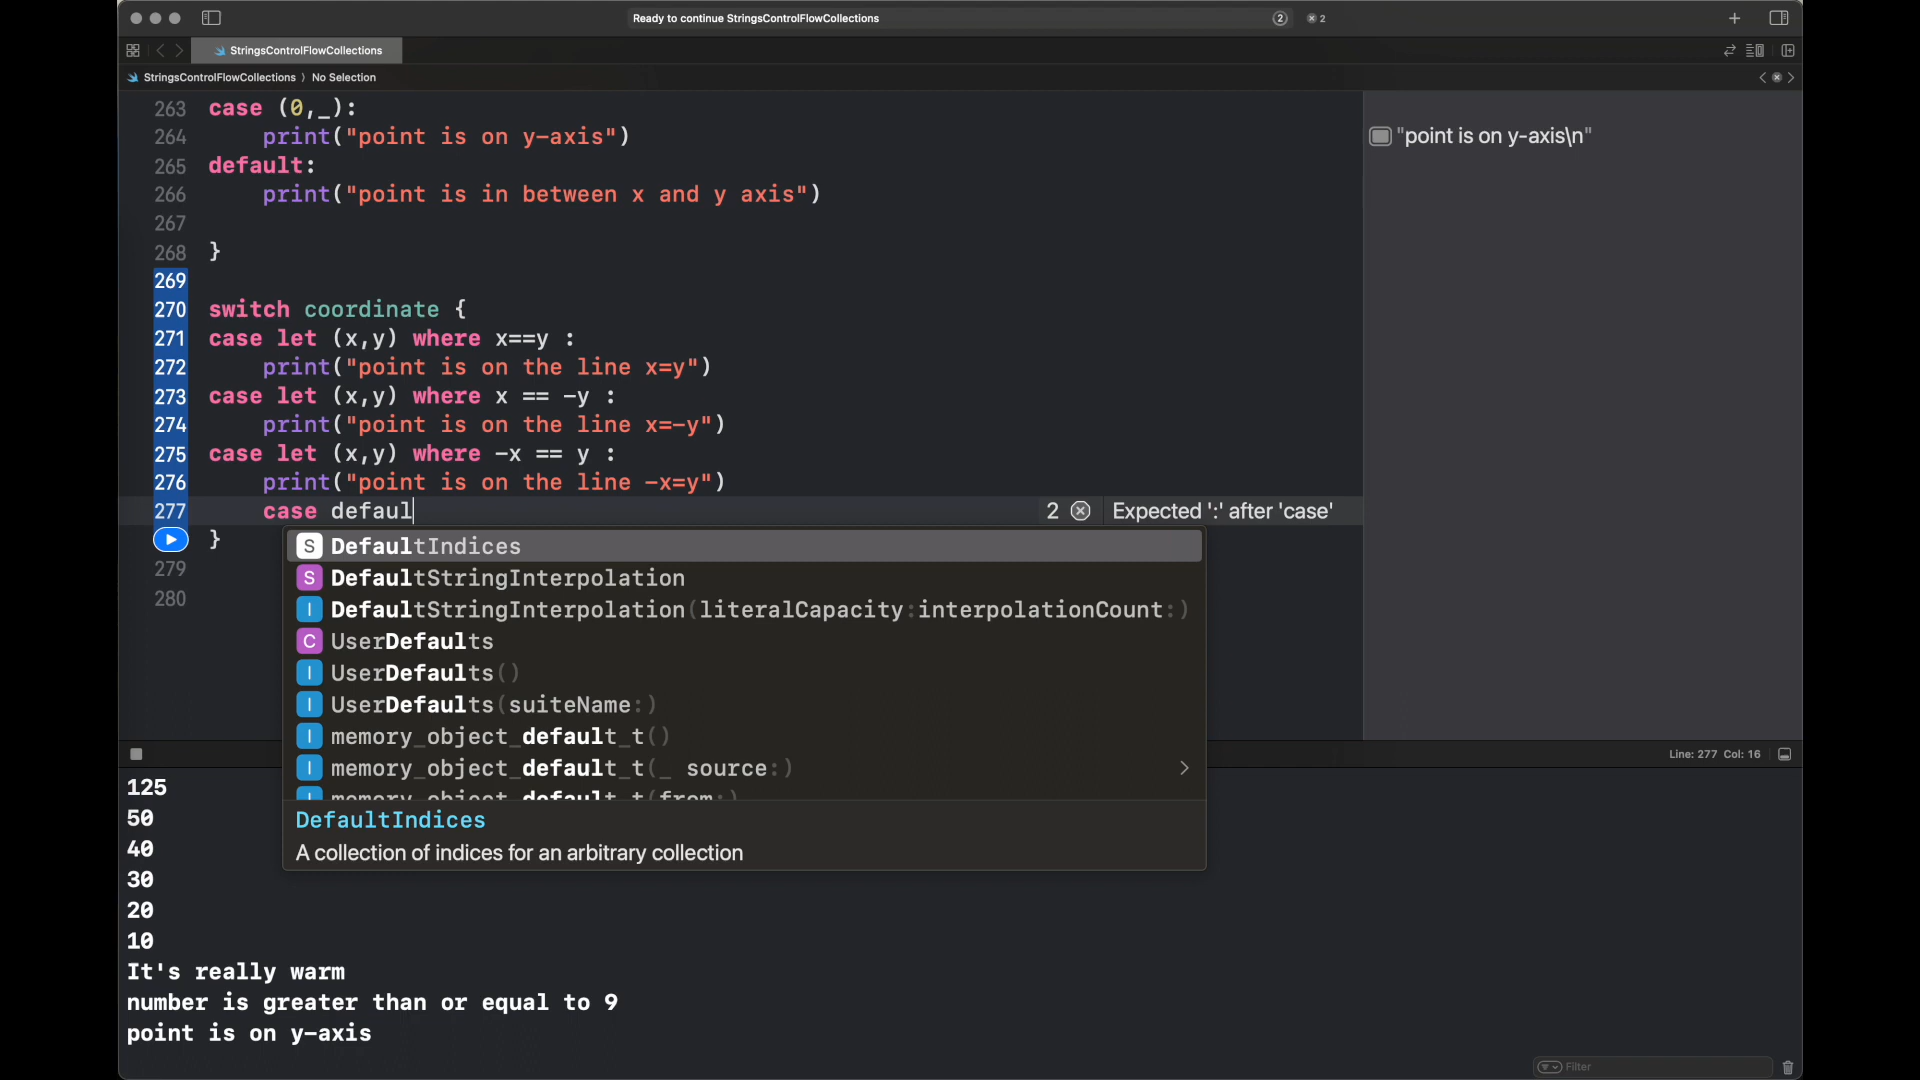 Ready to continue StringsControlFlowCollections
2
2
StringsControlFlowCollections
StringsControlFlowCollections 〉 No Selection
263 case (0,_):
264 print("point is on y-axis")
265 default:
266 print("point is in between x and y axis")
267
268 }
269
270 switch coordinate {
271 case let (x,y) where x==y :
272 print("point is on the line x=y")
273 case let (x,y) where x == -y :
274 print("point is on the line x=-y")
275 case let (x,y) where -x == y :
276 print("point is on the line -x=y")
277 case defaul
2 Expected ':' after 'case'
}
279
280
"point is on y-axis\n"
S DefaultIndices
S DefaultStringInterpolation
I DefaultStringInterpolation(literalCapacity:interpolationCount:)
C UserDefaults
I UserDefaults()
I UserDefaults(suiteName:)
I memory_object_default_t()
I memory_object_default_t(_ source:)
I memory_object_default_t(from:)
DefaultIndices
A collection of indices for an arbitrary collection
Line: 277 Col: 16
125
50
40
30
20
10
It's really warm
number is greater than or equal to 9
point is on y-axis
Filter